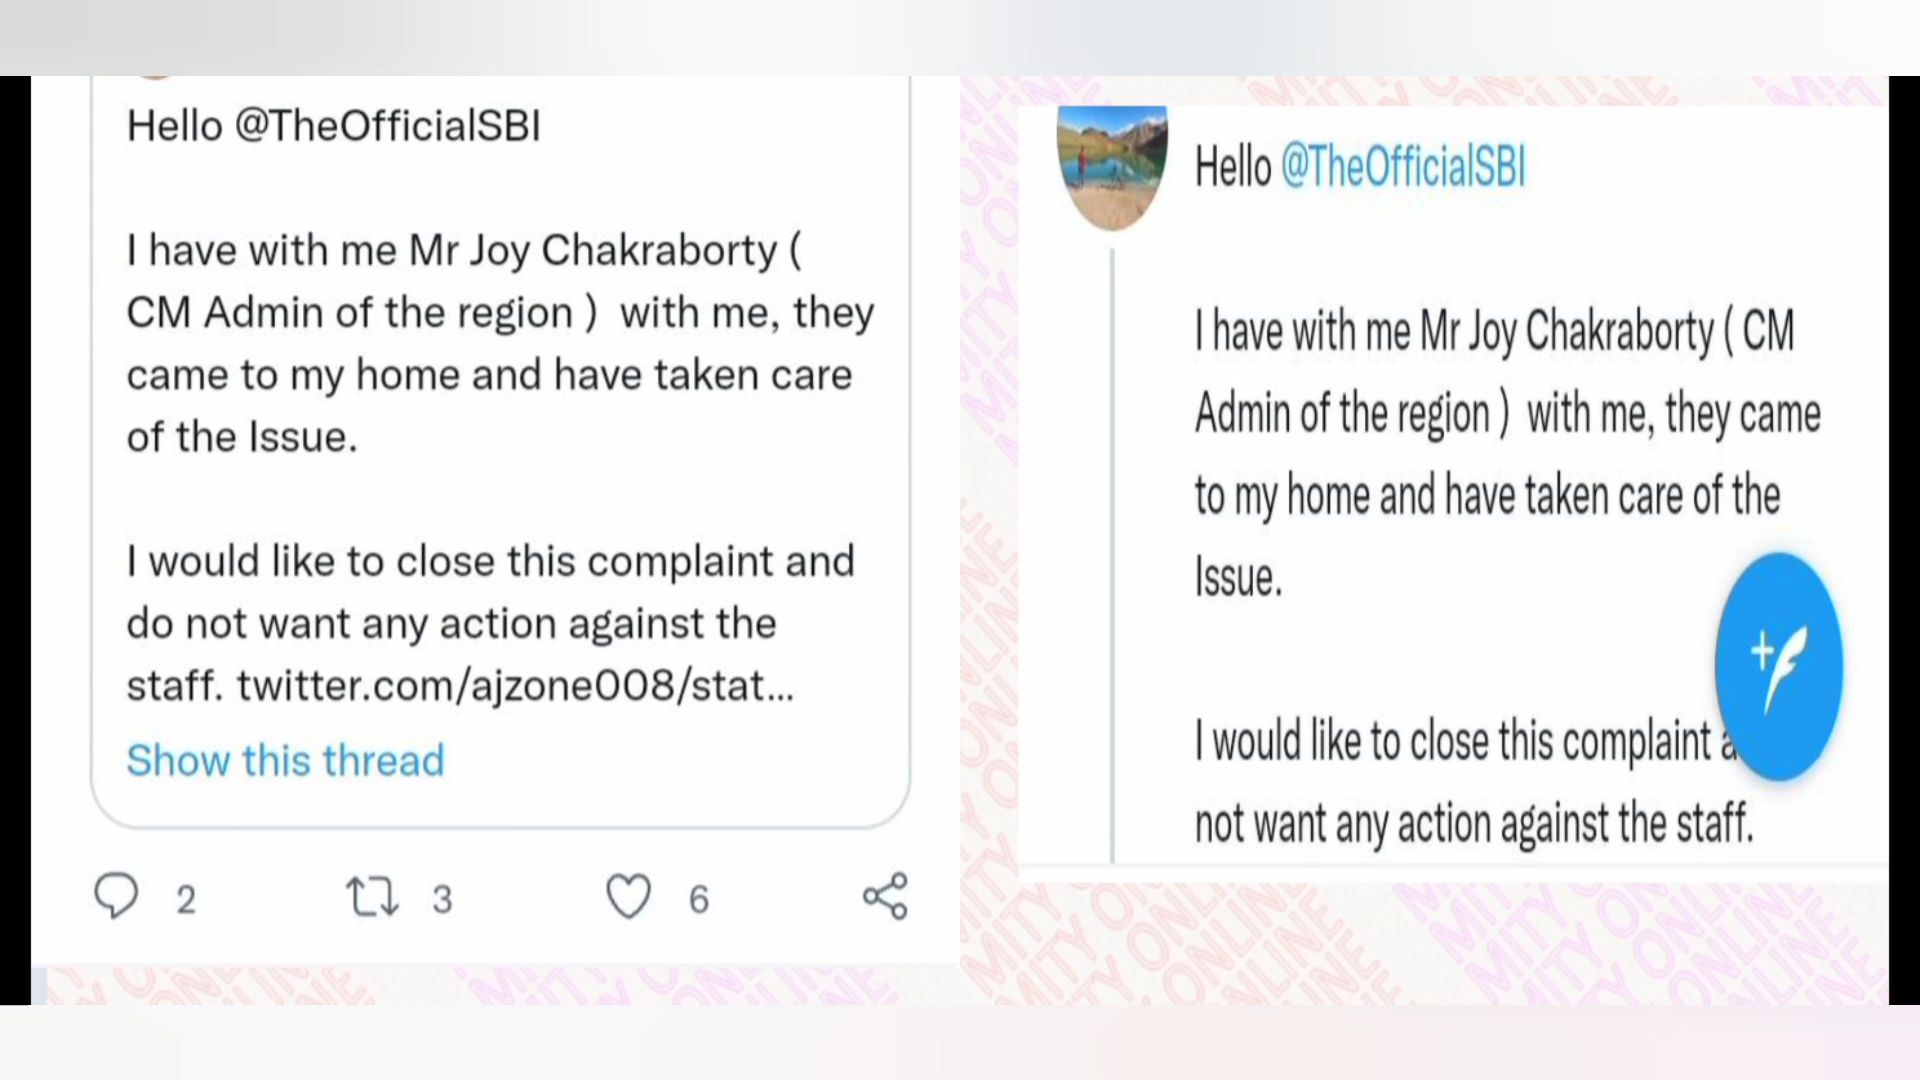 Hello @TheOfficialSBI
I have with me Mr Joy Chakraborty (
CM Admin of the region )  with me, they
came to my home and have taken care
of the Issue.
I would like to close this complaint and
do not want any action against the
staff. twitter.com/ajzone008/stat...
Show this thread
2
3
6
Hello @TheOfficialSBI
I have with me Mr Joy Chakraborty ( CM
Admin of the region )  with me, they came
to my home and have taken care of the
Issue.
I would like to close this complaint
not want any action against the staff.
MITY ONLINE